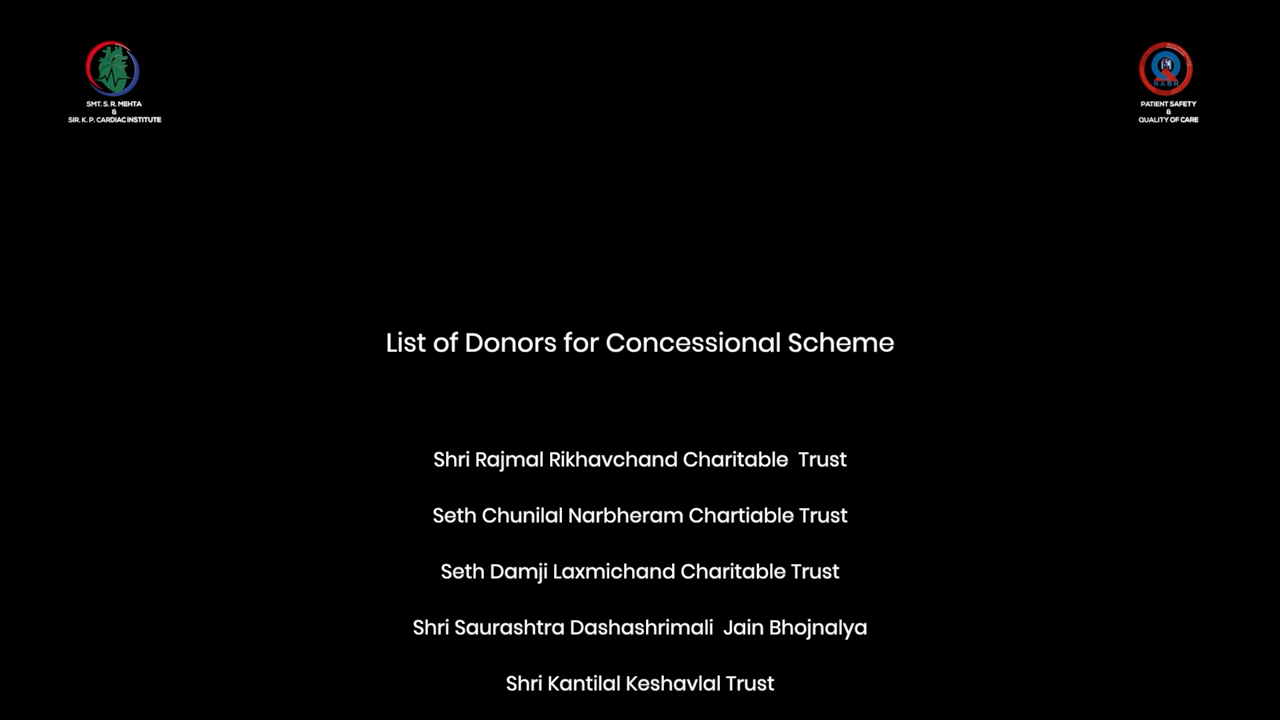 SMT. S. R. MEHTA
&
SIR. K. P. CARDIAC INSTITUTE
NABH
PATIENT SAFETY
&
QUALITY OF CARE
List of Donors for Concessional Scheme
Shri Rajmal Rikhavchand Charitable Trust
Seth Chunilal Narbheram Chartiable Trust
Seth Damji Laxmichand Charitable Trust
Shri Saurashtra Dashashrimali Jain Bhojnalya
Shri Kantilal Keshavlal Trust